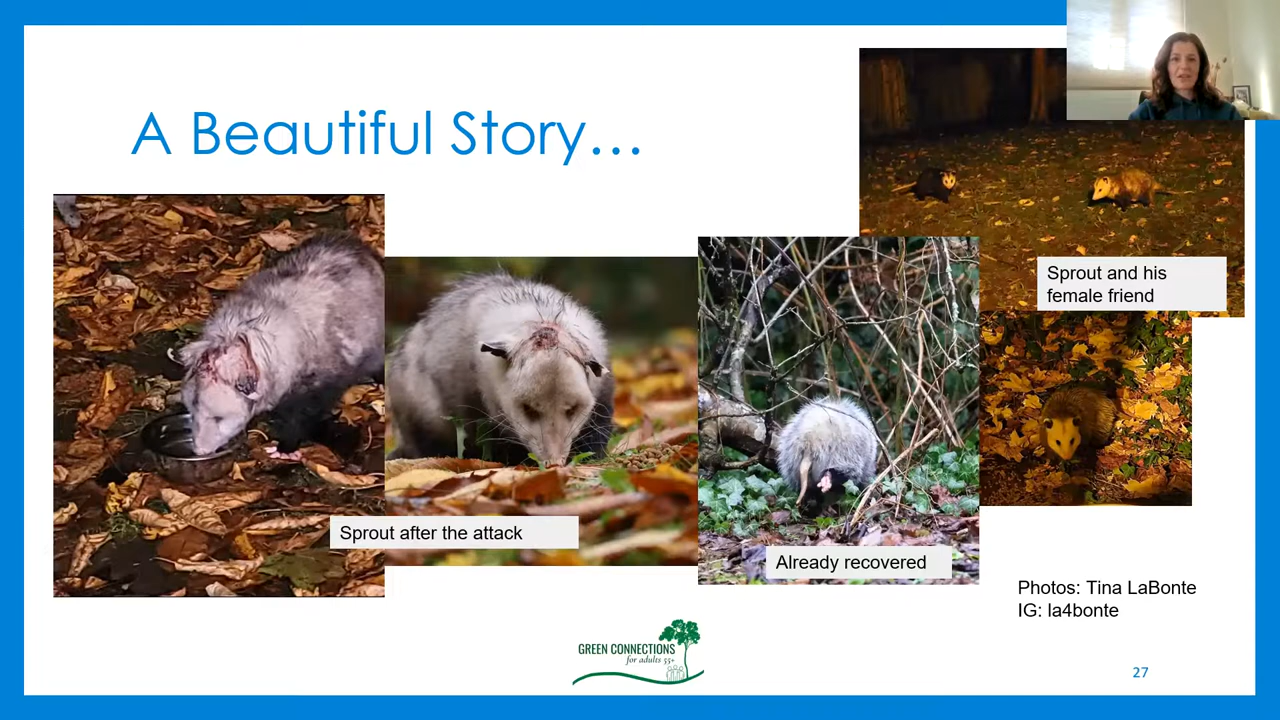 A Beautiful Story…
Sprout and his
female friend
Sprout after the attack
Already recovered
Photos: Tina LaBonte
IG: la4bonte
GREEN CONNECTIONS
for adults 55+
27